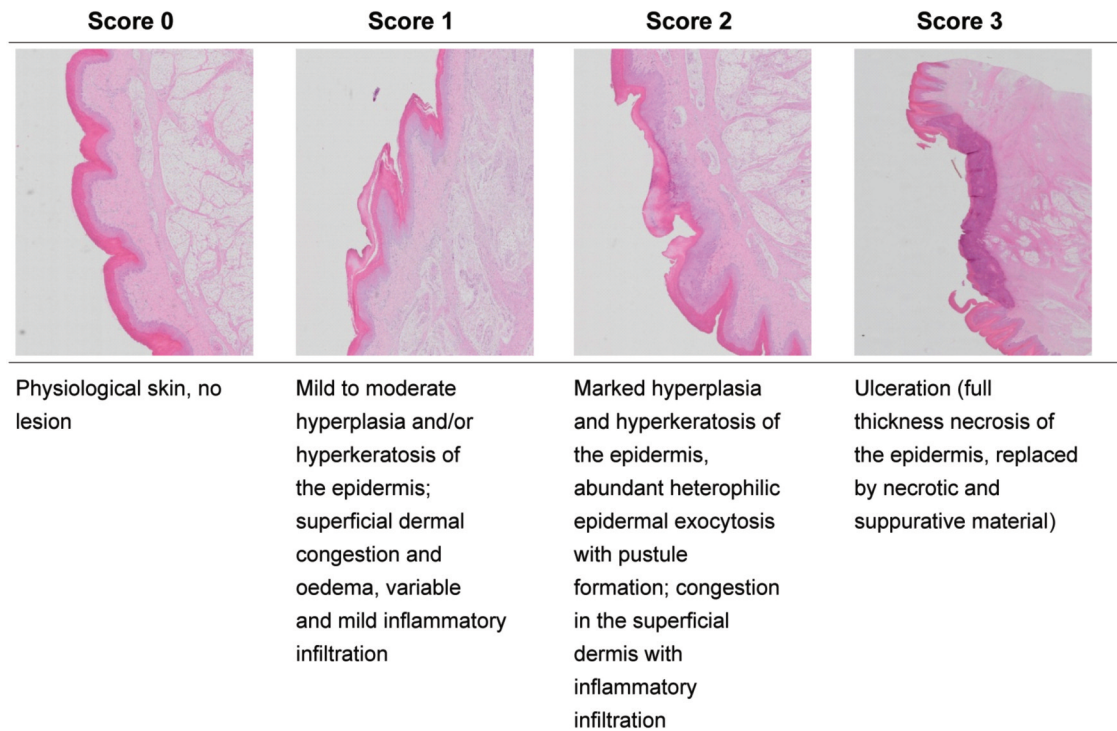 Score 0
Score 1
Score 2
Score 3
Physiological skin, no
lesion
Mild to moderate
hyperplasia and/or
hyperkeratosis of
the epidermis;
superficial dermal
congestion and
oedema, variable
and mild inflammatory
infiltration
Marked hyperplasia
and hyperkeratosis of
the epidermis,
abundant heterophilic
epidermal exocytosis
with pustule
formation; congestion
in the superficial
dermis with
inflammatory
infiltration
Ulceration (full
thickness necrosis of
the epidermis, replaced
by necrotic and
suppurative material)